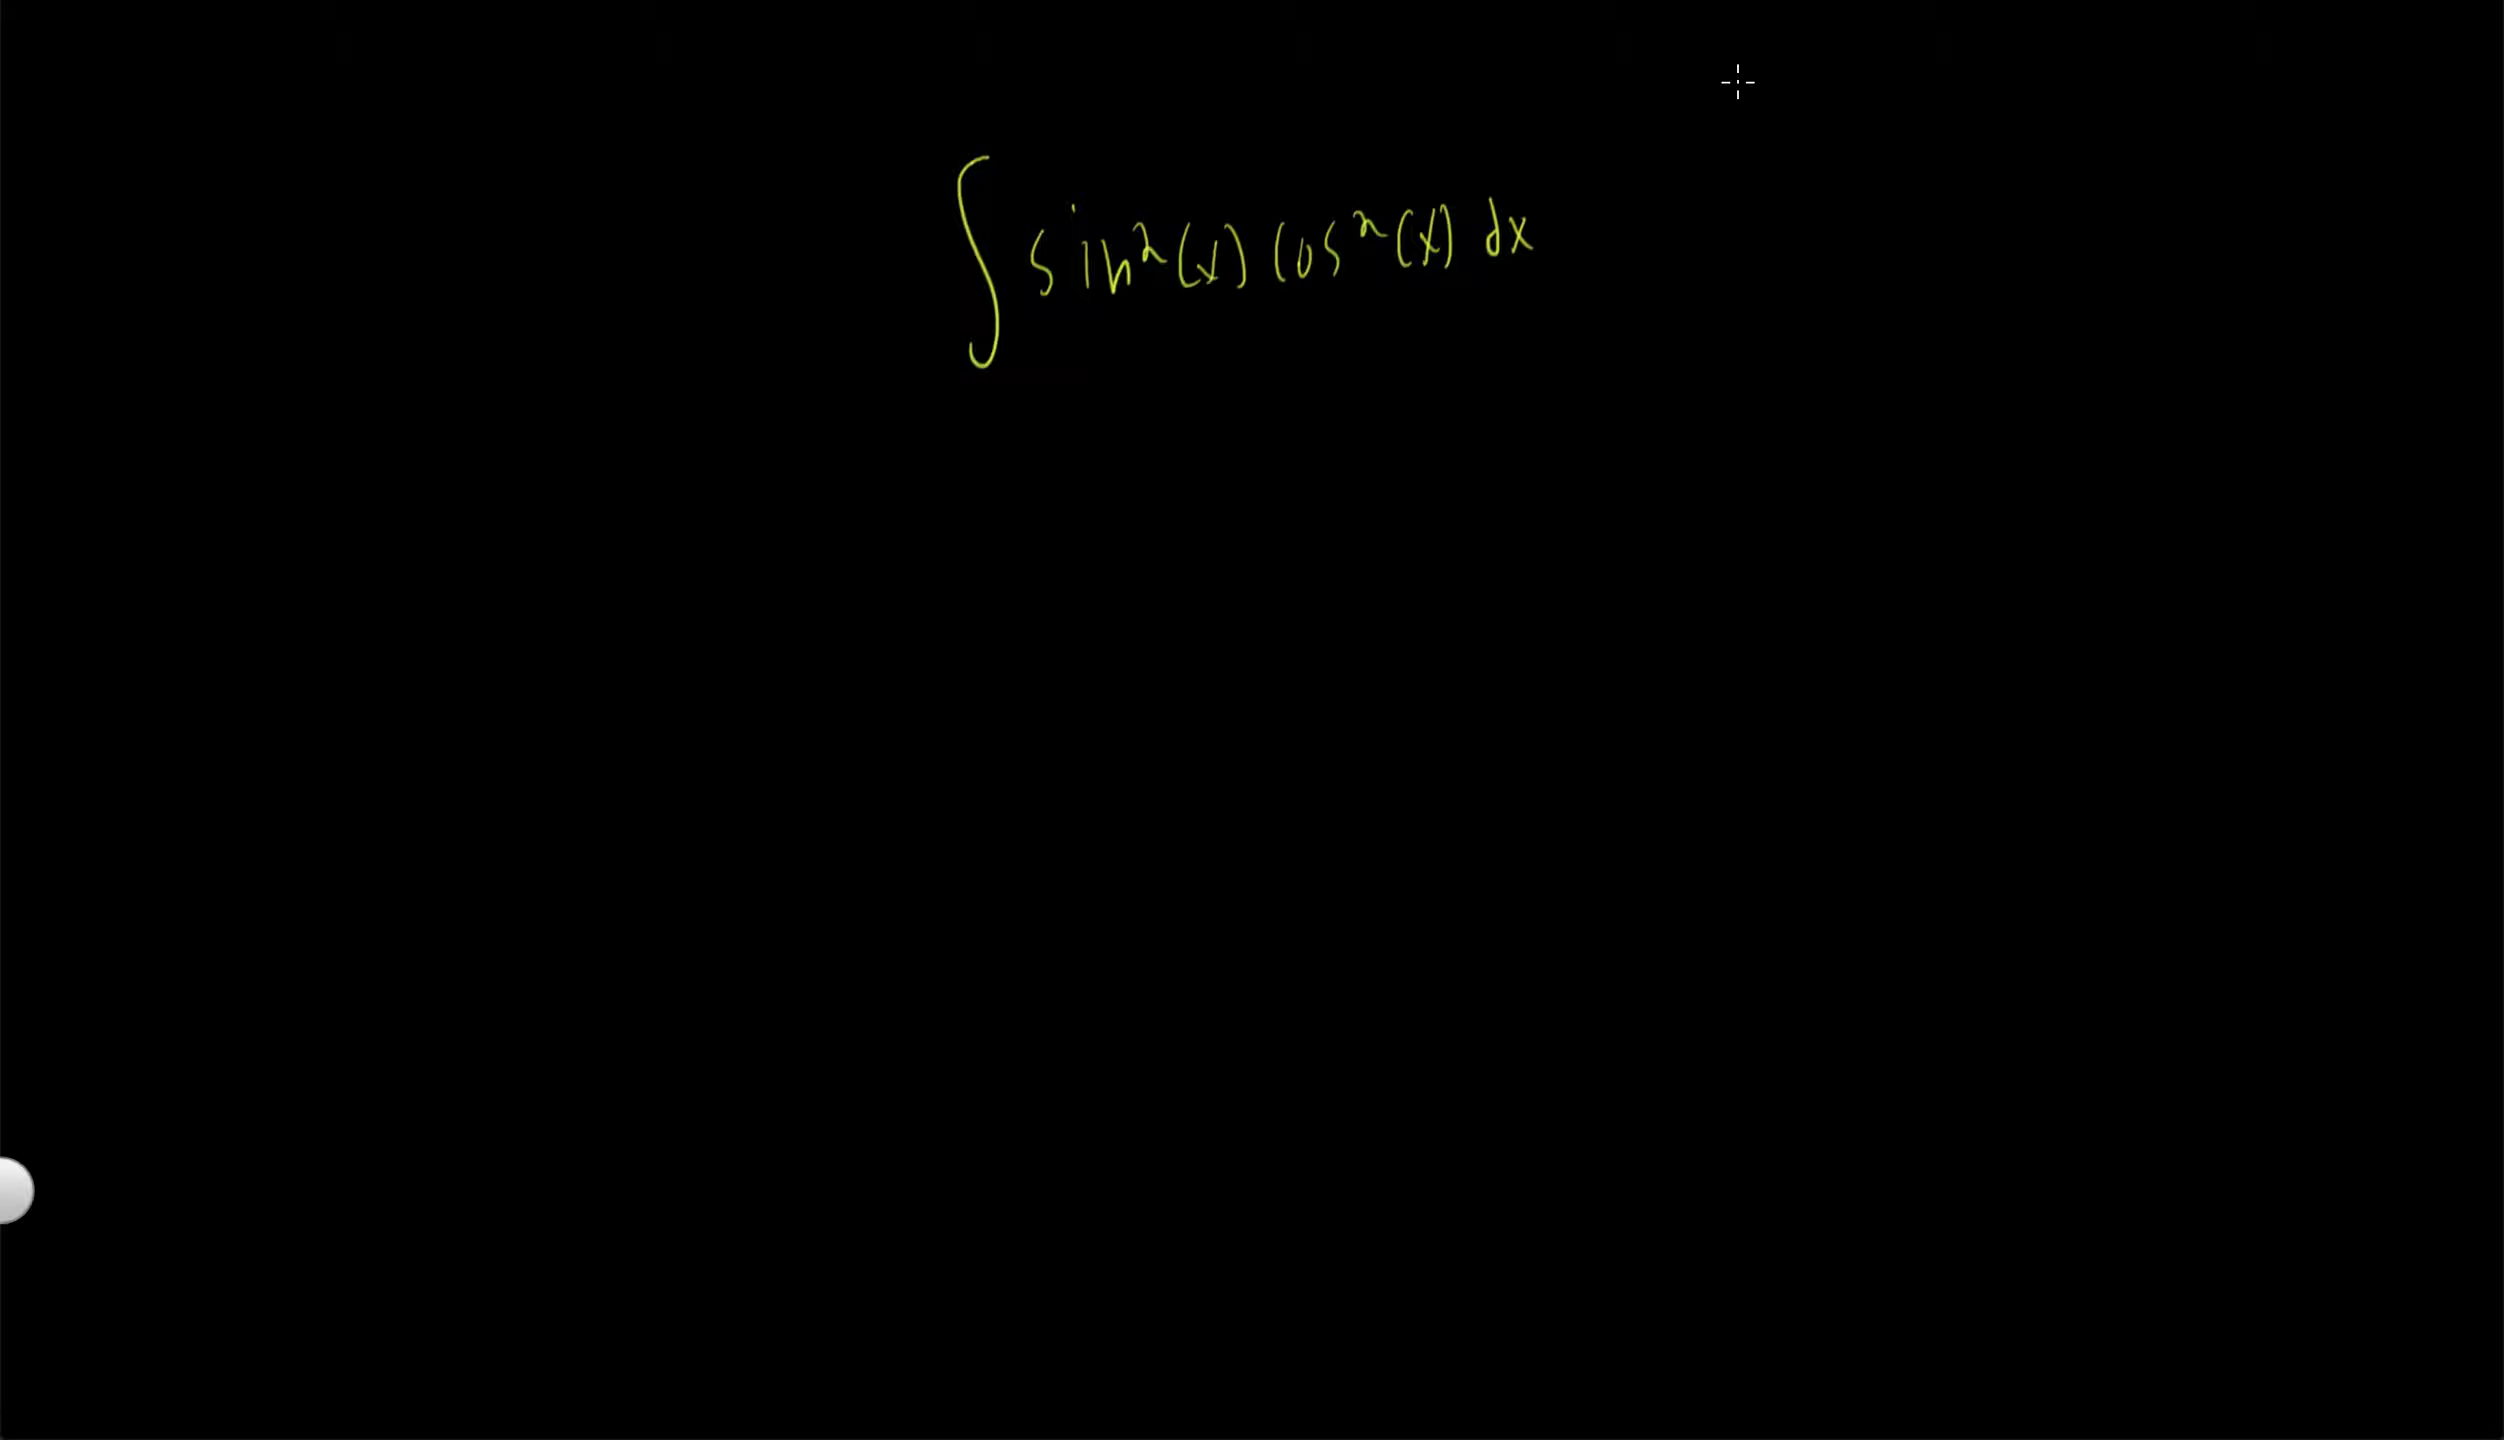 ∫ sin²(x) cos²(x) dx